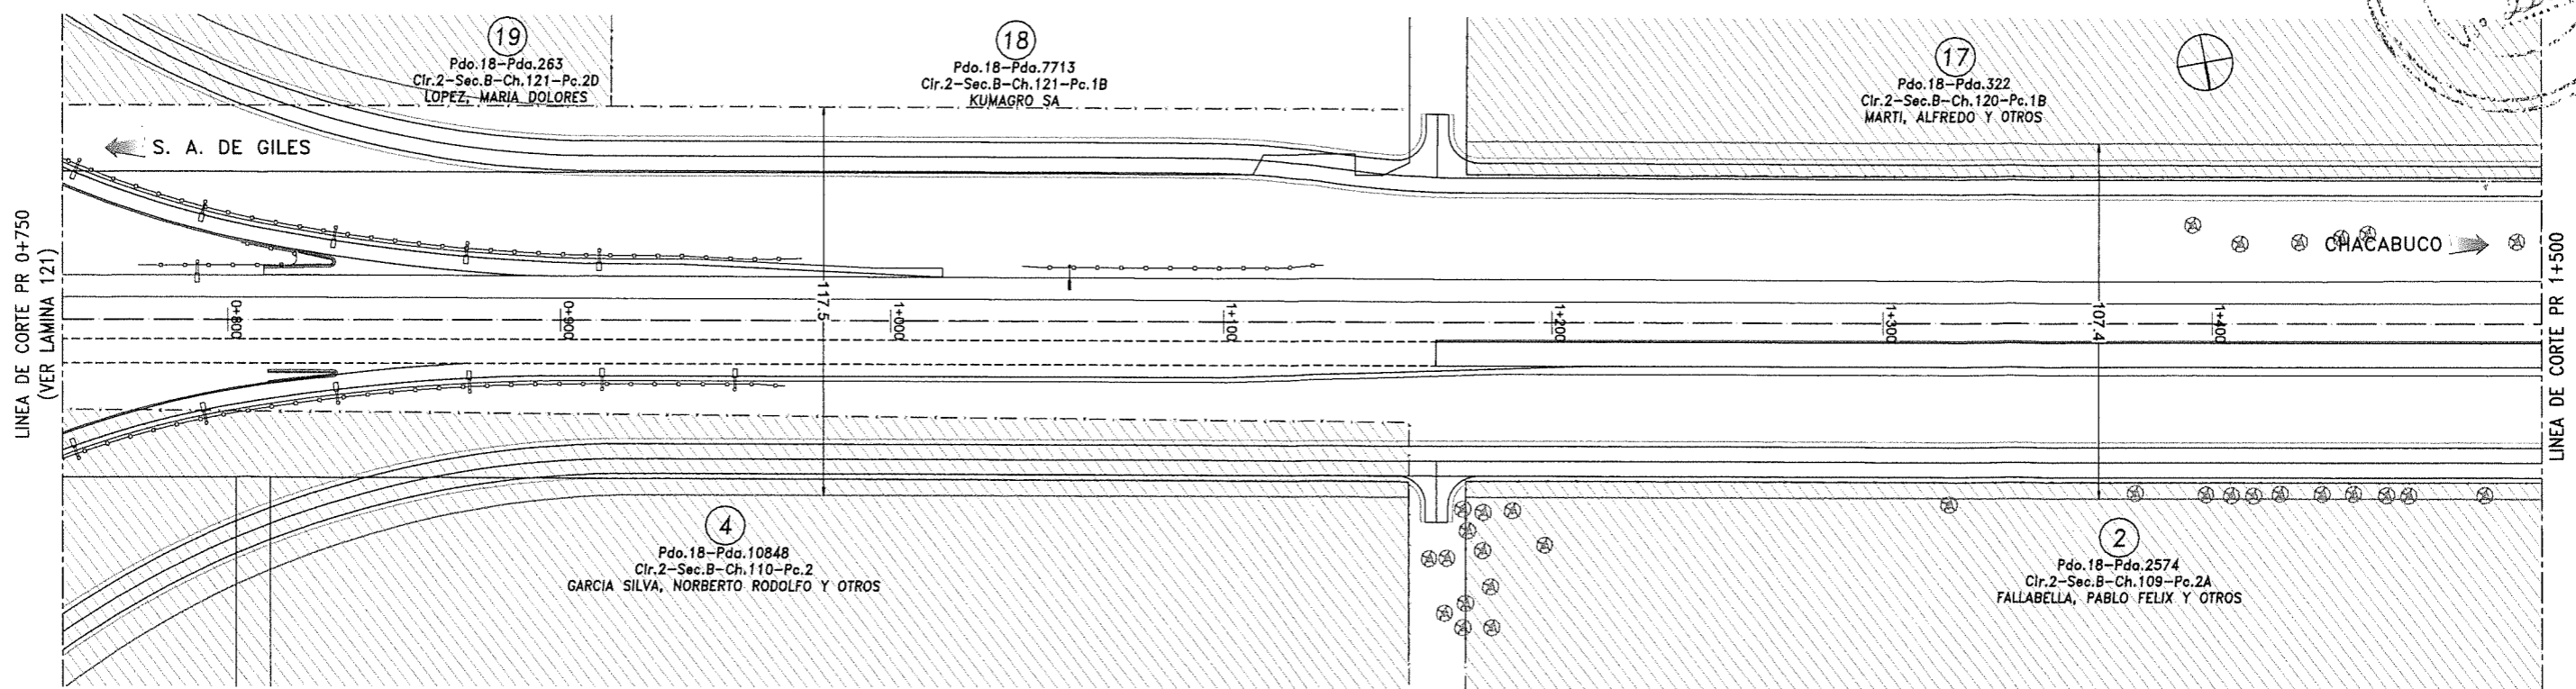 19
Pdo.18-Pda.263
Cir.2-Sec.B-Ch.121-Pc.2D
LOPEZ, MARIA DOLORES
18
Pdo.18-Pda.7713
Cir.2-Sec.B-Ch.121-Pc.1B
KUMAGRO SA
17
Pdo.18-Pda.322
Cir.2-Sec.B-Ch.120-Pc.1B
MARTI, ALFREDO Y OTROS
S. A. DE GILES
CHACABUCO
LINEA DE CORTE PR 0+750
(VER LAMINA 121)
0+800
0+900
117.5
1+000
1+100
1+200
1+300
107.4
1+400
LINEA DE CORTE PR 1+500
4
Pdo.18-Pda.10848
Cir.2-Sec.B-Ch.110-Pc.2
GARCIA SILVA, NORBERTO RODOLFO Y OTROS
2
Pdo.18-Pda.2574
Cir.2-Sec.B-Ch.109-Pc.2A
FALLABELLA, PABLO FELIX Y OTROS